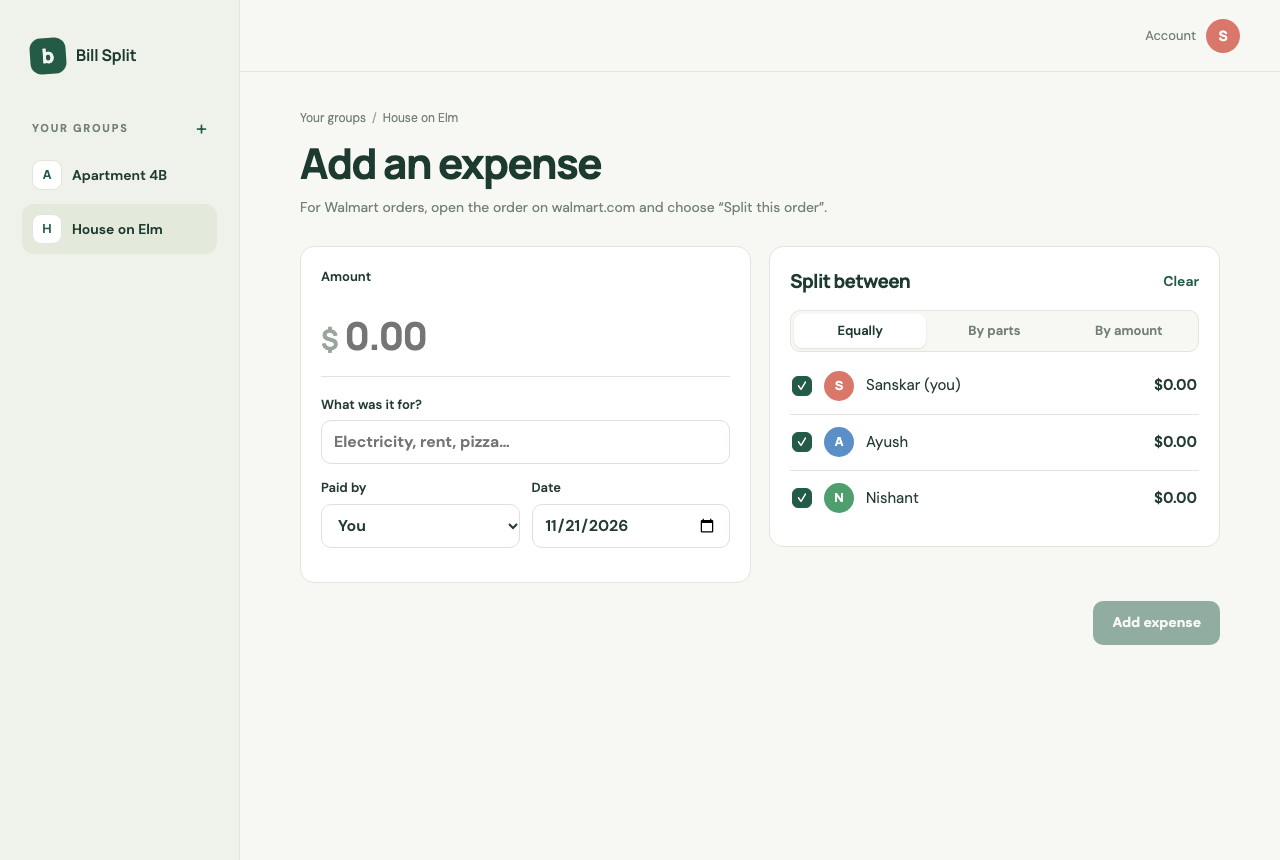 b Bill Split
Account S
YOUR GROUPS +
A Apartment 4B
H House on Elm
Your groups / House on Elm
Add an expense
For Walmart orders, open the order on walmart.com and choose “Split this order”.
Amount
$ 0.00
What was it for?
Electricity, rent, pizza…
Paid by
You
Date
11/21/2026
Split between
Clear
Equally By parts By amount
S Sanskar (you) $0.00
A Ayush $0.00
N Nishant $0.00
Add expense